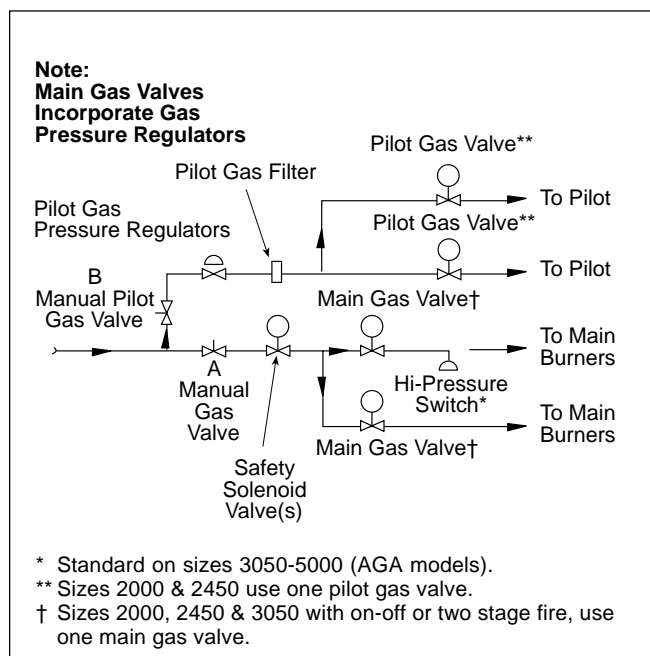 Note:
Main Gas Valves
Incorporate Gas
Pressure Regulators
Pilot Gas Valve**
Pilot Gas Filter
To Pilot
Pilot Gas
Pressure Regulators
Pilot Gas Valve**
To Pilot
B
Manual Pilot
Gas Valve
Main Gas Valve†
To Main
Burners
A
Manual
Gas
Valve
Hi-Pressure
Switch*
To Main
Burners
Main Gas Valve†
Safety
Solenoid
Valve(s)
* Standard on sizes 3050-5000 (AGA models).
** Sizes 2000 & 2450 use one pilot gas valve.
† Sizes 2000, 2450 & 3050 with on-off or two stage fire, use
one main gas valve.